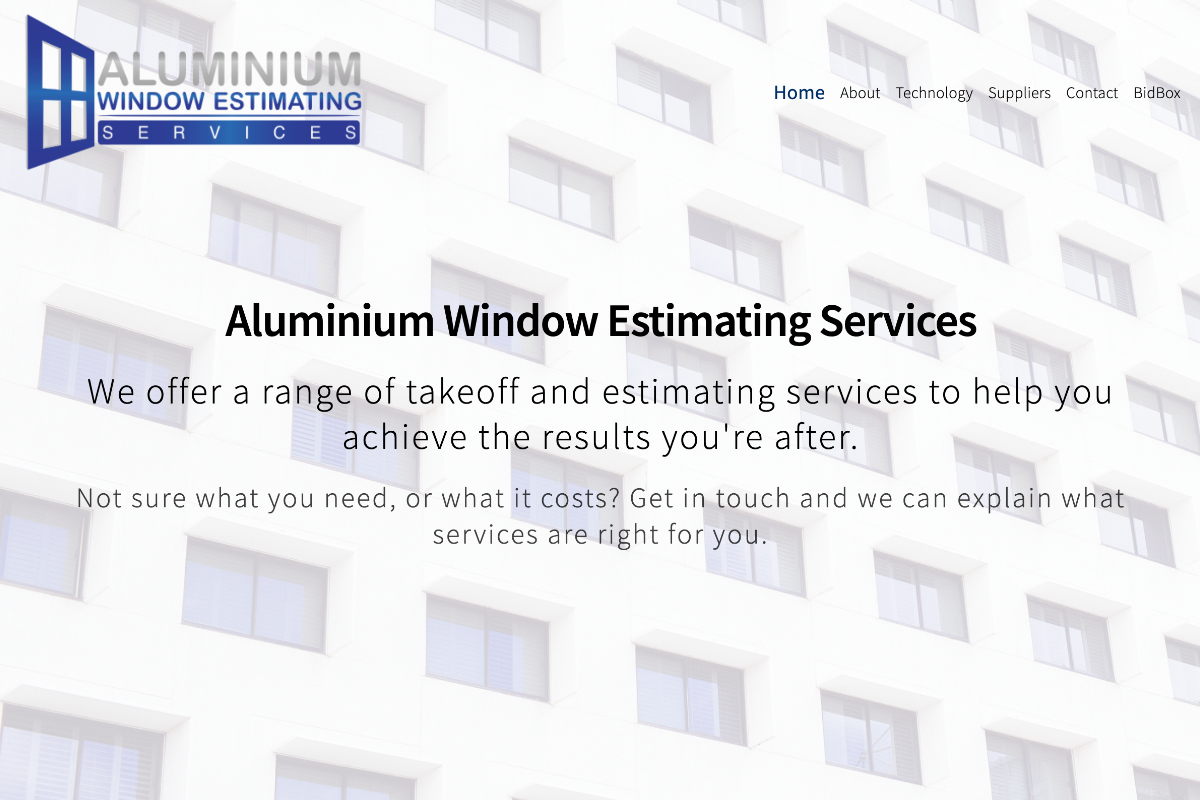 ALUMINIUM
WINDOW ESTIMATING
SERVICES
Home About Technology Suppliers Contact BidBox
Aluminium Window Estimating Services
We offer a range of takeoff and estimating services to help you
achieve the results you're after.
Not sure what you need, or what it costs? Get in touch and we can explain what
services are right for you.